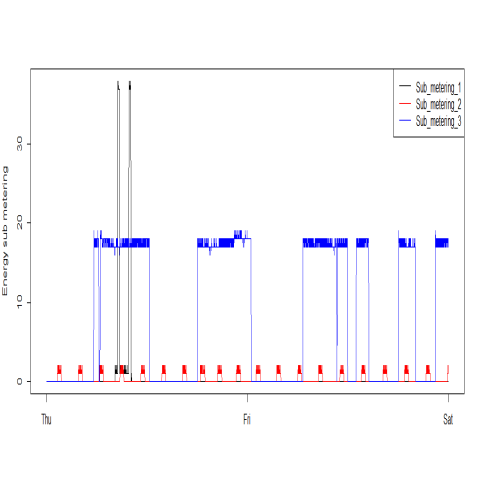 Sub_metering_1
Sub_metering_2
Sub_metering_3
Energy sub metering
30
20
10
0
Thu Fri Sat